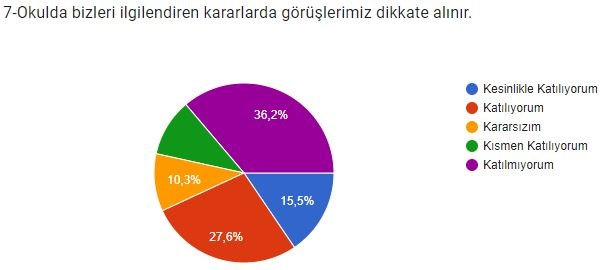 7-Okulda bizleri ilgilendiren kararlarda görüşlerimiz dikkate alınır.
36,2%
10,3%
15,5%
27,6%
Kesinlikle Katılıyorum
Katılıyorum
Kararsızım
Kısmen Katılıyorum
Katılmıyorum